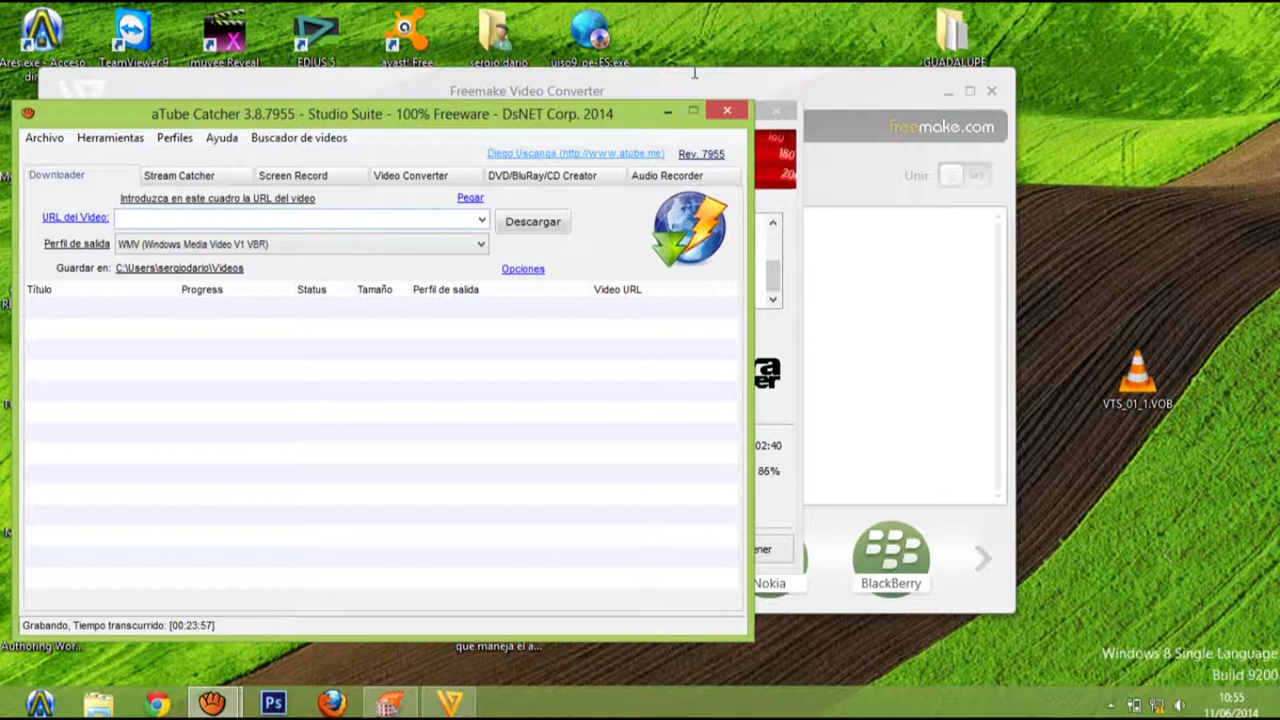 Ares.exe - Acceso
TeamViewer 9
muvee Reveal
EDIUS 5
avast! Free
sergio dario
uiso9_pe-ES.exe
GUADALUPE
Freemake Video Converter
freemake.com
Unir
OFF
aTube Catcher 3.8.7955 - Studio Suite - 100% Freeware - DsNET Corp. 2014
Archivo Herramientas Perfiles Ayuda Buscador de videos
Diego Uscanga (http://www.atube.me) Rev. 7955
Downloader Stream Catcher Screen Record Video Converter DVD/BluRay/CD Creator Audio Recorder
Introduzca en este cuadro la URL del video Pegar
URL del Video: Descargar
Perfil de salida WMV (Windows Media Video V1 VBR)
Guardar en: C:\Users\sergiodario\Videos Opciones
Título Progress Status Tamaño Perfil de salida Video URL
180
02:40
86%
ener
Nokia
BlackBerry
VTS_01_1.VOB
Grabando, Tiempo transcurrido: [00:23:57]
Authoring Wor...
que maneja el a...
Windows 8 Single Language
Build 9200
Ps
10:55
11/06/2014